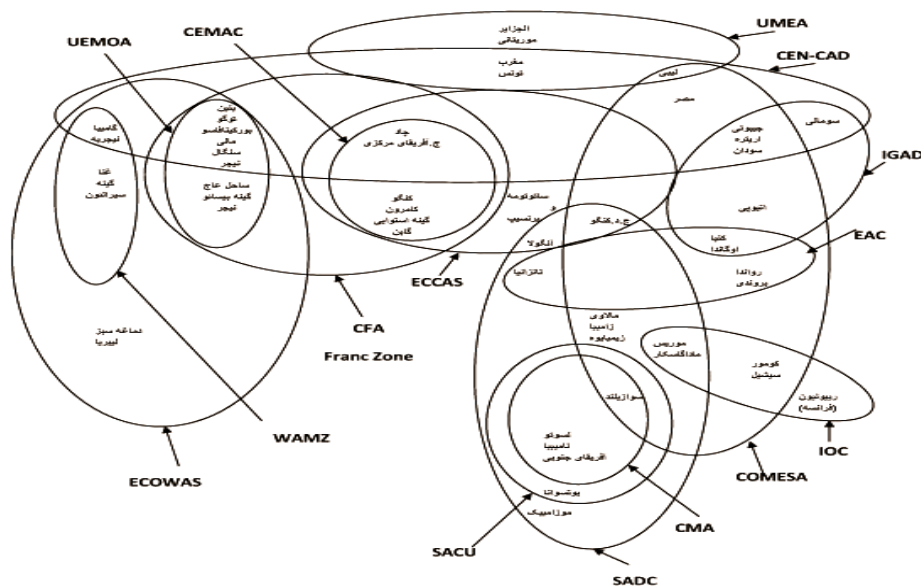 UMEA
CEMAC
UEMOA
CEN-CAD
الجزایر
موریتانی
مغرب
تونس
لیبی
مصر
سومالی
جیبوتی
اریتره
سودان
IGAD
اتیوپی
کنیا
اوگاندا
EAC
گامبیا
نیجریه
غنا
گینه
سیرالئون
بنین
توگو
بورکینافاسو
مالی
سنگال
نیجر
ساحل عاج
گینه بیسائو
نیجر
چاد
ج.آفریقای مرکزی
کنگو
کامرون
گینه استوایی
گابن
سائوتومه
و
پرنسیپ
ج.د.کنگو
آنگولا
تانزانیا
رواندا
بروندی
ECCAS
CFA
Franc Zone
دماغه سبز
لیبریا
WAMZ
ECOWAS
مالاوی
زامبیا
زیمبابوه
موریس
ماداگاسکار
کومور
سیشیل
رییونیون
(فرانسه)
IOC
سوازیلند
COMESA
لسوتو
نامیبیا
آفریقای جنوبی
بوتسوانا
موزامبیک
CMA
SACU
SADC